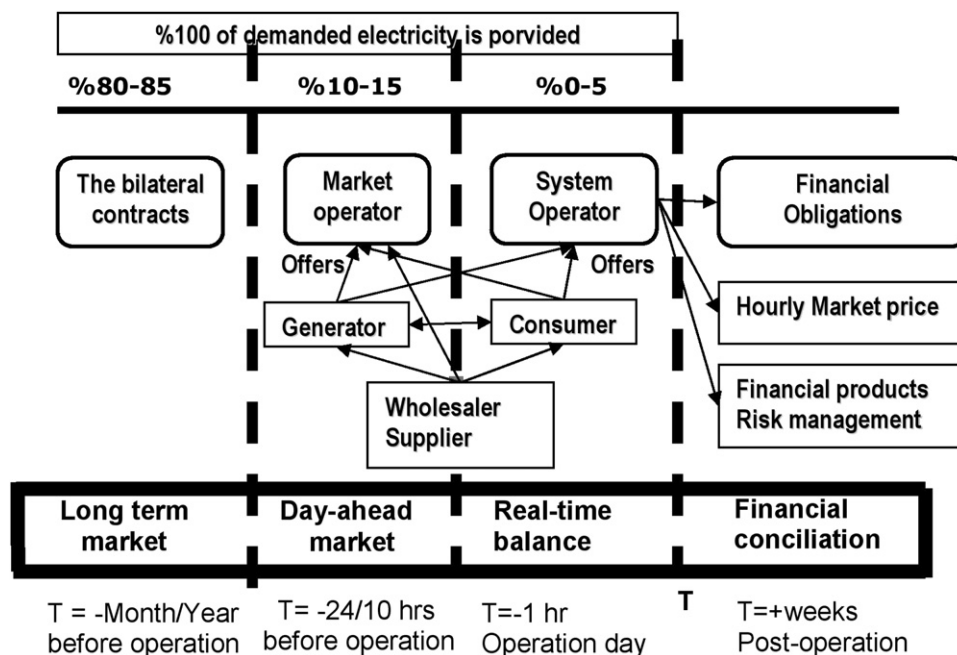 %100 of demanded electricity is porvided
%80-85
%10-15
%0-5
The bilateral
contracts
Market
operator
System
Operator
Financial
Obligations
Offers
Offers
Generator
Consumer
Hourly Market price
Wholesaler
Supplier
Financial products
Risk management
Long term
market
Day-ahead
market
Real-time
balance
Financial
conciliation
T = -Month/Year
before operation
T= -24/10 hrs
before operation
T=-1 hr
Operation day
T
T=+weeks
Post-operation